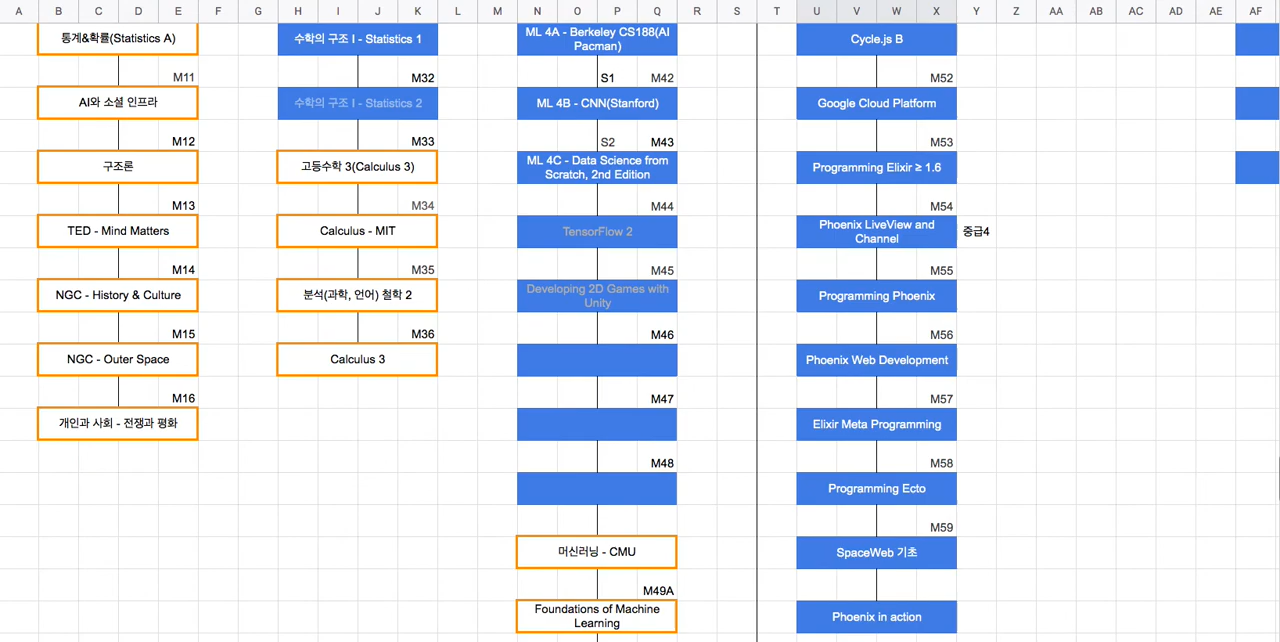 A B C D E F G H I J K L M N O P Q R S T U V W X Y Z AA AB AC AD AE AF
통계&확률(Statistics A)
M11
AI와 소셜 인프라
M12
구조론
M13
TED - Mind Matters
M14
NGC - History & Culture
M15
NGC - Outer Space
M16
개인과 사회 - 전쟁과 평화
수학의 구조 I - Statistics 1
M32
수학의 구조 I - Statistics 2
M33
고등수학 3(Calculus 3)
M34
Calculus - MIT
M35
분석(과학, 언어) 철학 2
M36
Calculus 3
ML 4A - Berkeley CS188(AI
Pacman)
S1 M42
ML 4B - CNN(Stanford)
S2 M43
ML 4C - Data Science from
Scratch, 2nd Edition
M44
TensorFlow 2
M45
Developing 2D Games with
Unity
M46
M47
M48
머신러닝 - CMU
M49A
Foundations of Machine
Learning
Cycle.js B
M52
Google Cloud Platform
M53
Programming Elixir ≥ 1.6
M54
Phoenix LiveView and
Channel
중급4
M55
Programming Phoenix
M56
Phoenix Web Development
M57
Elixir Meta Programming
M58
Programming Ecto
M59
SpaceWeb 기초
Phoenix in action